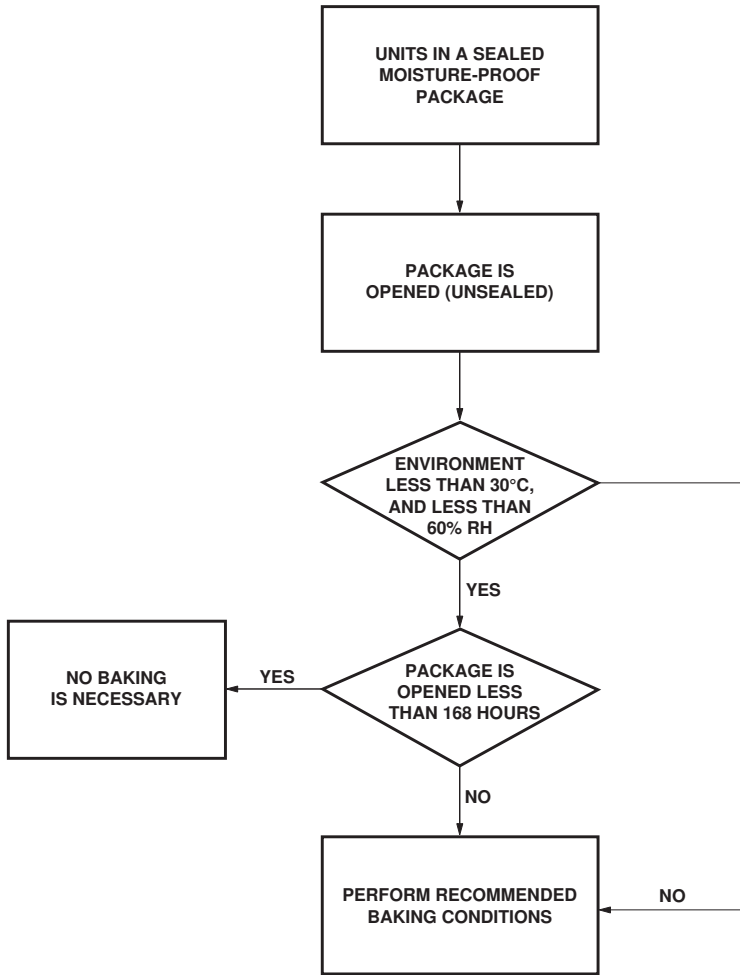 UNITS IN A SEALED
MOISTURE-PROOF
PACKAGE
PACKAGE IS
OPENED (UNSEALED)
ENVIRONMENT
LESS THAN 30°C,
AND LESS THAN
60% RH
YES
NO BAKING
IS NECESSARY
YES
PACKAGE IS
OPENED LESS
THAN 168 HOURS
NO
PERFORM RECOMMENDED
BAKING CONDITIONS
NO